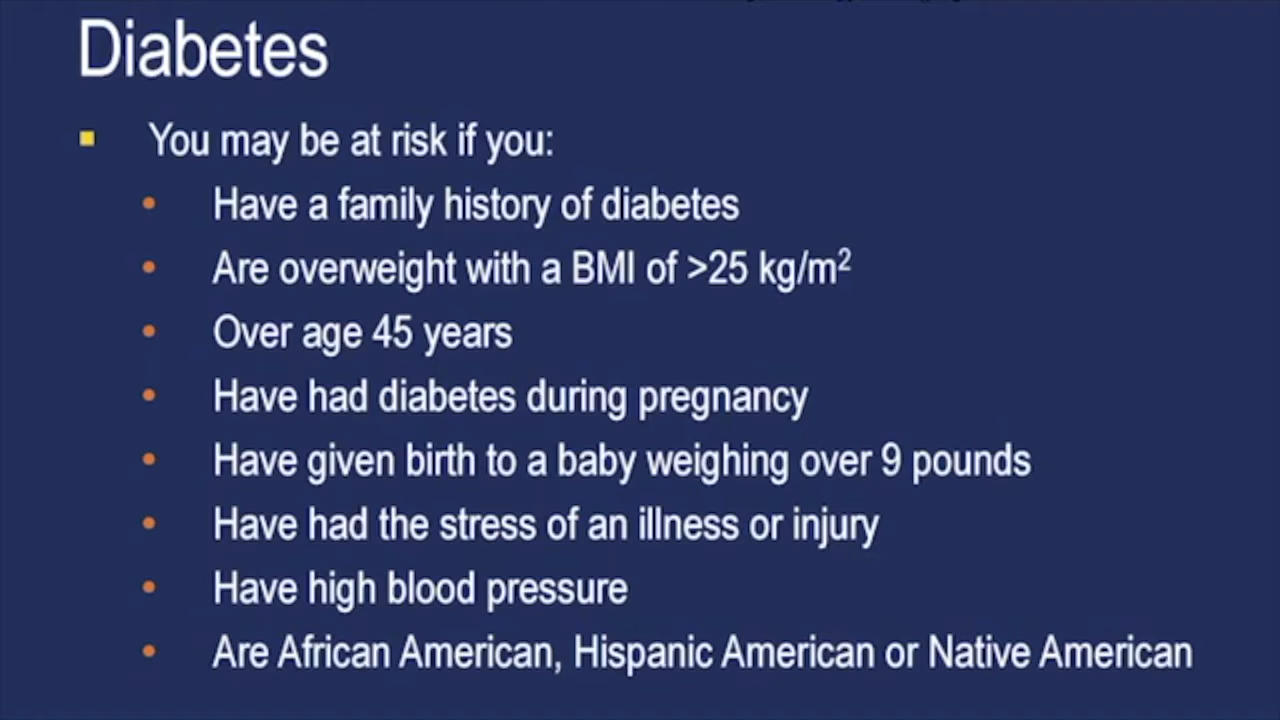 Diabetes
You may be at risk if you:
Have a family history of diabetes
Are overweight with a BMI of >25 kg/m²
Over age 45 years
Have had diabetes during pregnancy
Have given birth to a baby weighing over 9 pounds
Have had the stress of an illness or injury
Have high blood pressure
Are African American, Hispanic American or Native American